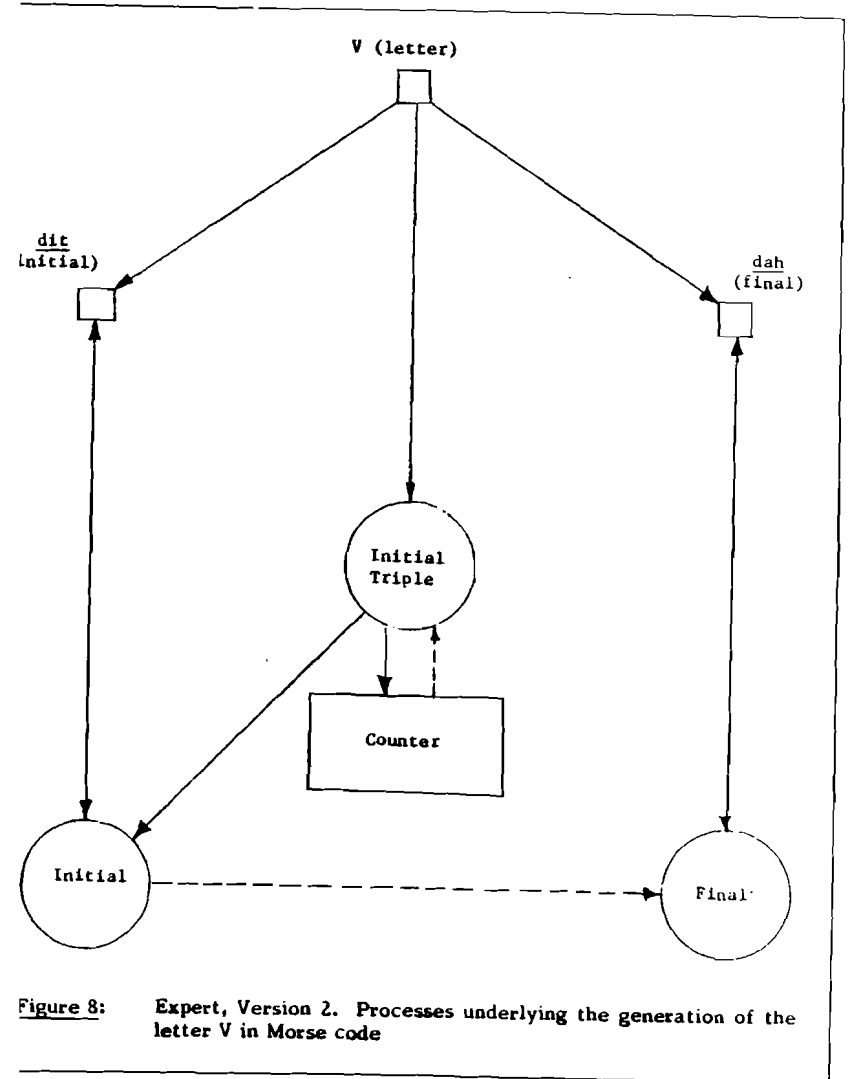 V (letter)
dit
initial)
dah
(final)
Initial
Triple
Counter
Initial
Final
Figure 8: Expert, Version 2. Processes underlying the generation of the
letter V in Morse code